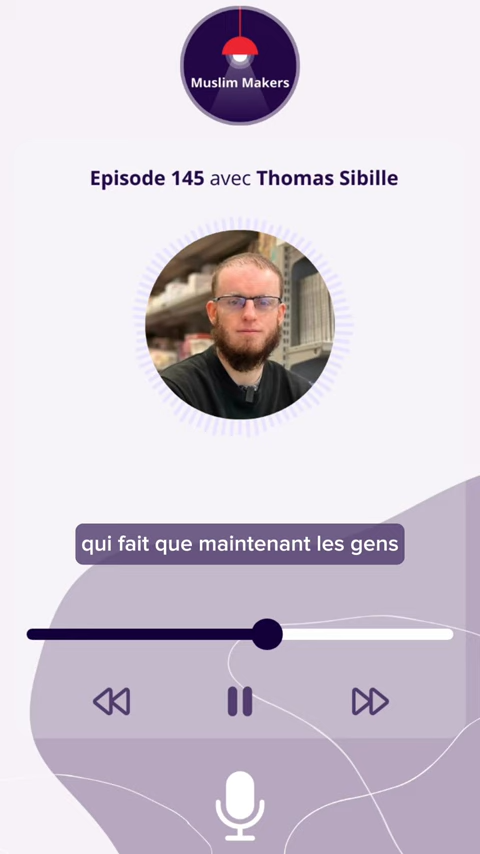 Muslim Makers
Episode 145 avec Thomas Sibille
qui fait que maintenant les gens